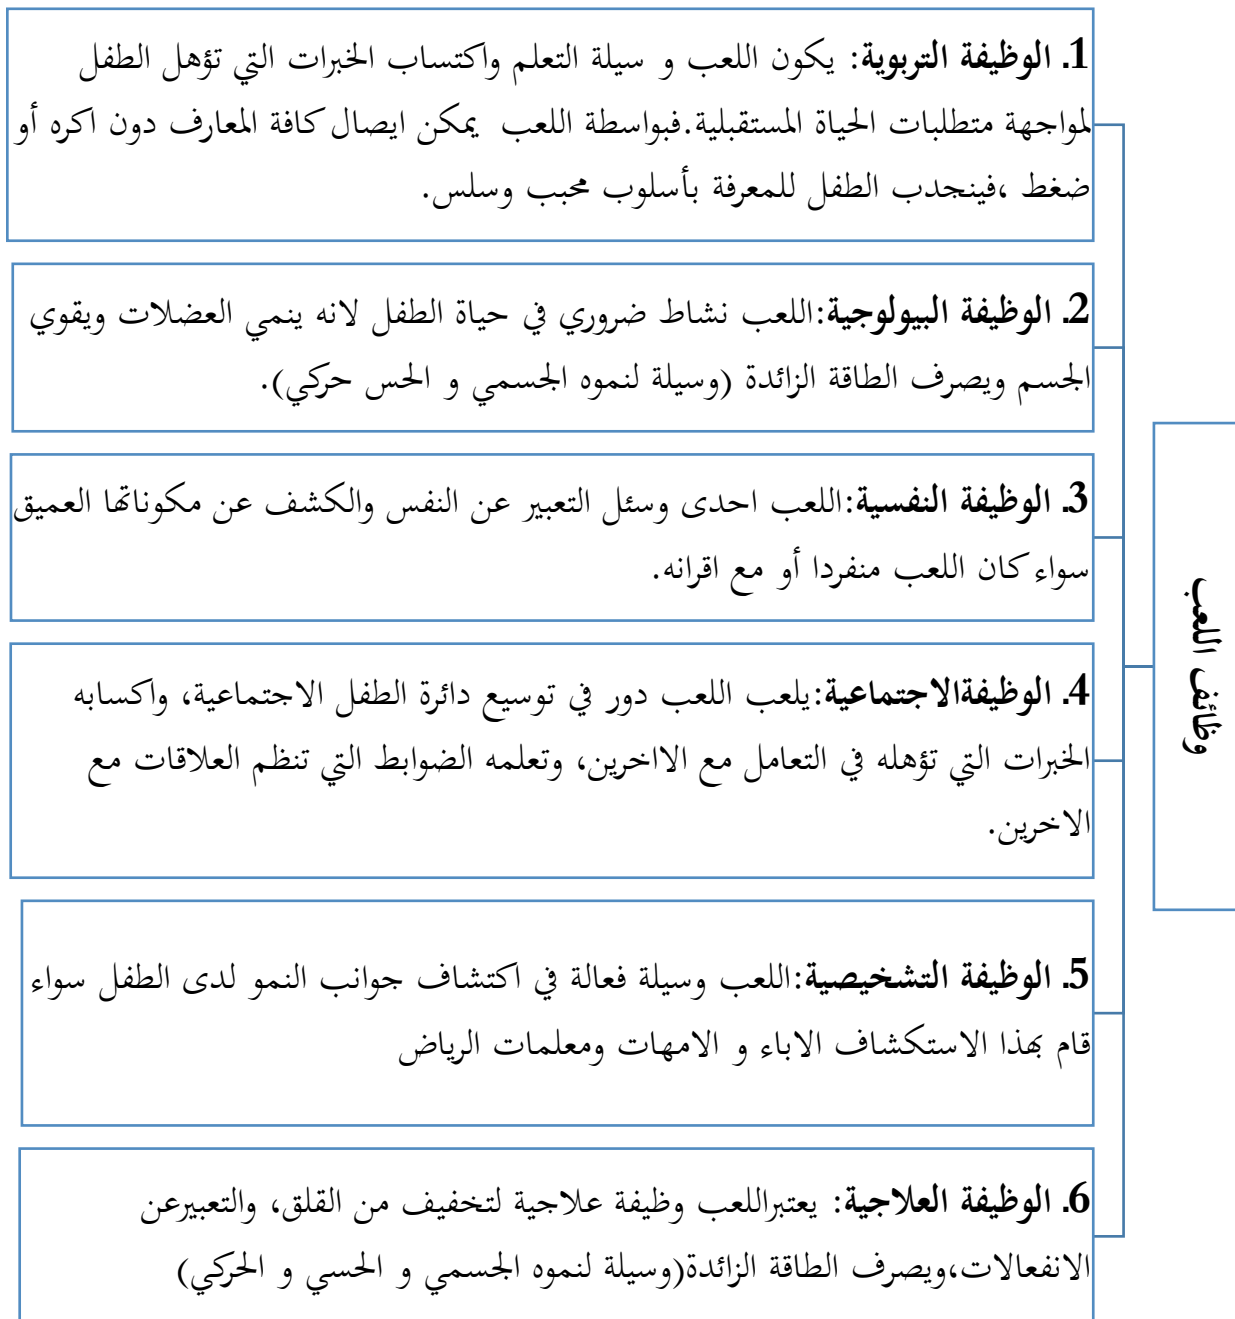 1. الوظيفة التربوية: يكون اللعب و سيلة التعلم واكتساب الخبرات التي تؤهل الطفل
لمواجهة متطلبات الحياة المستقبلية.فبواسطة اللعب يمكن ايصال كافة المعارف دون اكره أو
ضغط ،فينجدب الطفل للمعرفة بأسلوب محبب وسلس.
2. الوظيفة البيولوجية:اللعب نشاط ضروري في حياة الطفل لانه ينمي العضلات ويقوي
الجسم ويصرف الطاقة الزائدة (وسيلة لنموه الجسمي و الحس حركي).
3. الوظيفة النفسية:اللعب احدى وسئل التعبير عن النفس والكشف عن مكوناتها العميق
سواء كان اللعب منفردا أو مع اقرانه.
4. الوظيفةالاجتماعية:يلعب اللعب دور في توسيع دائرة الطفل الاجتماعية، واكسابه
الخبرات التي تؤهله في التعامل مع الااخرين، وتعلمه الضوابط التي تنظم العلاقات مع
الاخرين.
5. الوظيفة التشخيصية:اللعب وسيلة فعالة في اكتشاف جوانب النمو لدى الطفل سواء
قام بهذا الاستكشاف الاباء و الامهات ومعلمات الرياض
6. الوظيفة العلاجية: يعتبراللعب وظيفة علاجية لتخفيف من القلق، والتعبيرعن
الانفعالات،ويصرف الطاقة الزائدة(وسيلة لنموه الجسمي و الحسي و الحركي)
وظائف اللعب